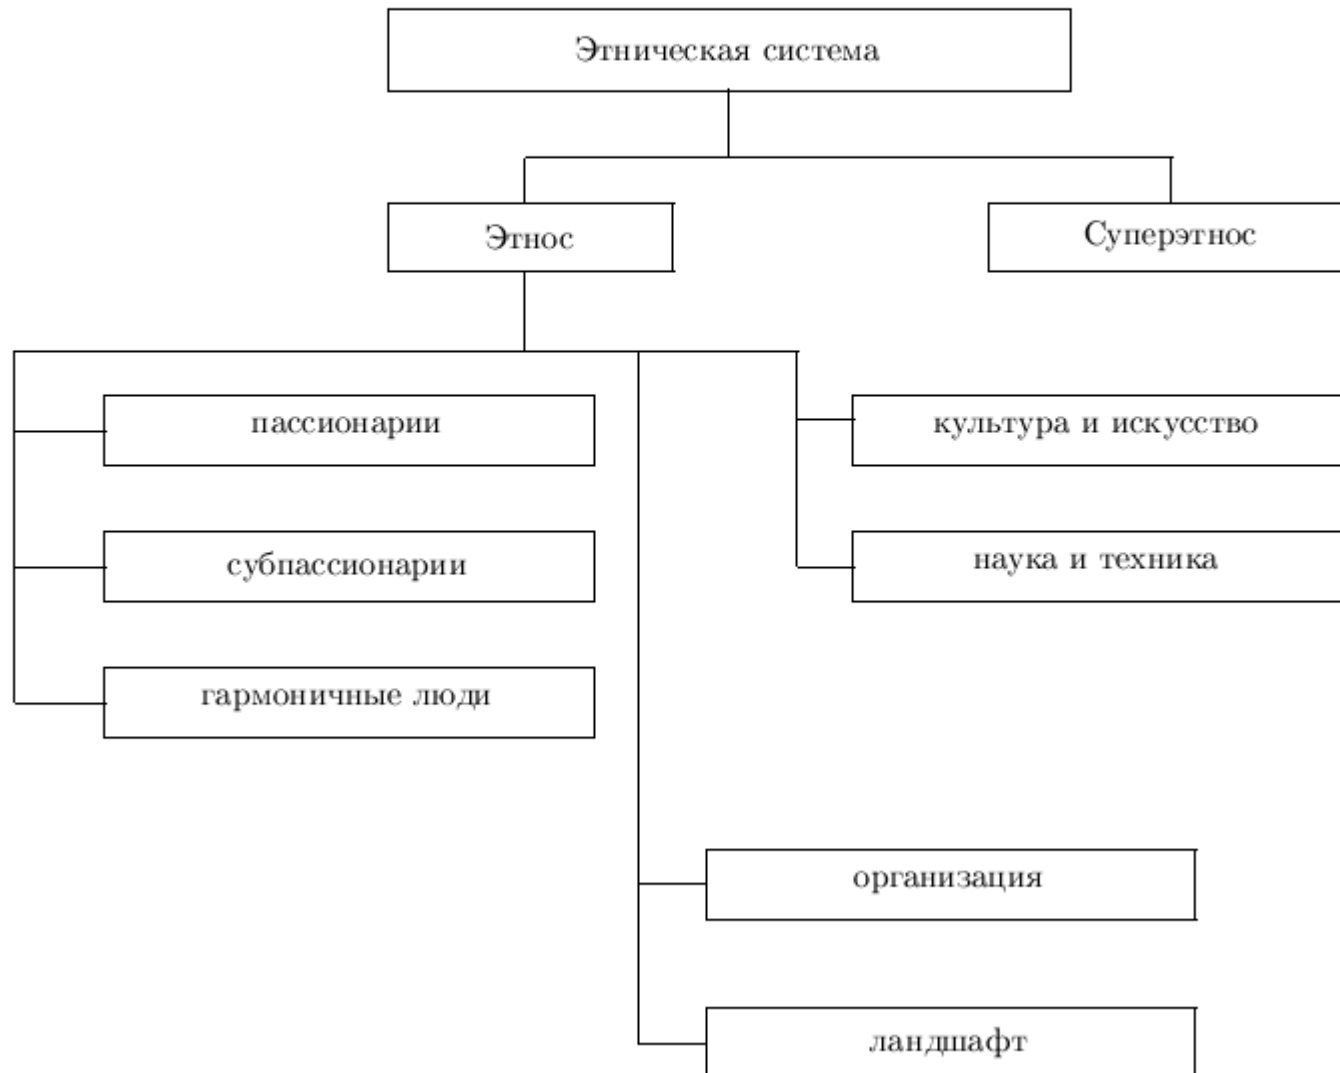 Этническая система
Этнос
Суперэтнос
пассионарии
культура и искусство
субпассионарии
наука и техника
гармоничные люди
организация
ландшафт